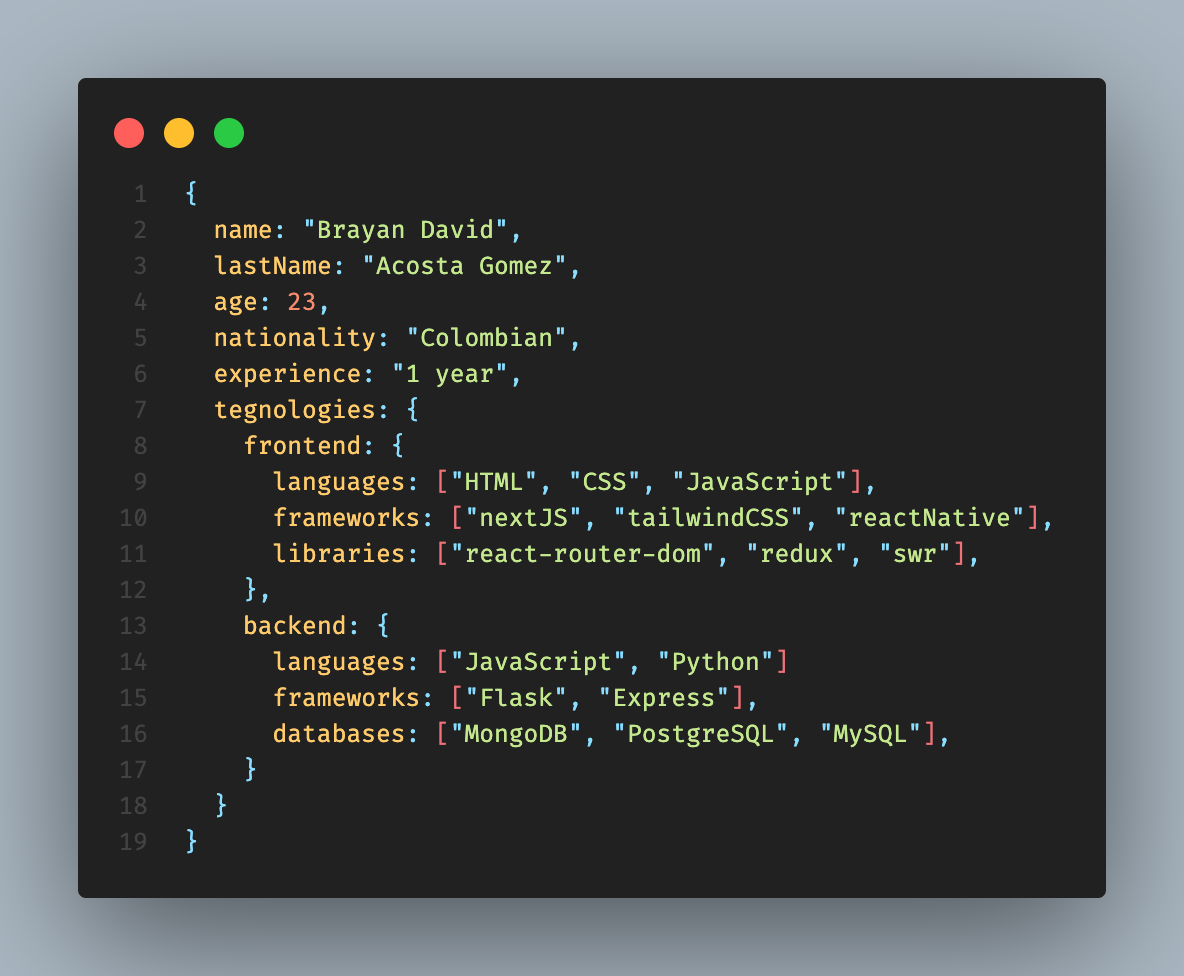 1 {
2   name: "Brayan David",
3   lastName: "Acosta Gomez",
4   age: 23,
5   nationality: "Colombian",
6   experience: "1 year",
7   tegnologies: {
8     frontend: {
9       languages: ["HTML", "CSS", "JavaScript"],
10       frameworks: ["nextJS", "tailwindCSS", "reactNative"],
11       libraries: ["react-router-dom", "redux", "swr"],
12     },
13     backend: {
14       languages: ["JavaScript", "Python"]
15       frameworks: ["Flask", "Express"],
16       databases: ["MongoDB", "PostgreSQL", "MySQL"],
17     }
18   }
19 }